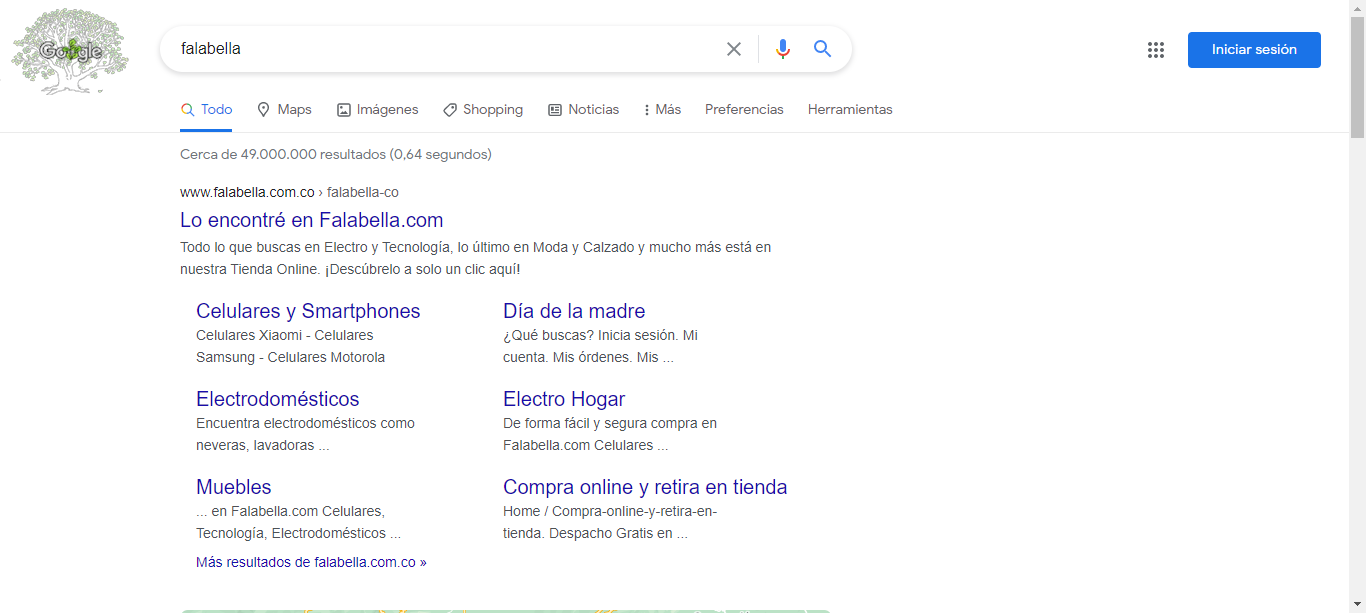 Google
falabella
Iniciar sesión
Todo Maps Imágenes Shopping Noticias Más Preferencias Herramientas
Cerca de 49.000.000 resultados (0,64 segundos)
www.falabella.com.co › falabella-co
Lo encontré en Falabella.com
Todo lo que buscas en Electro y Tecnología, lo último en Moda y Calzado y mucho más está en
nuestra Tienda Online. ¡Descúbrelo a solo un clic aquí!
Celulares y Smartphones
Celulares Xiaomi - Celulares
Samsung - Celulares Motorola
Día de la madre
¿Qué buscas? Inicia sesión. Mi
cuenta. Mis órdenes. Mis ...
Electrodomésticos
Encuentra electrodomésticos como
neveras, lavadoras ...
Electro Hogar
De forma fácil y segura compra en
Falabella.com Celulares ...
Muebles
... en Falabella.com Celulares,
Tecnología, Electrodomésticos ...
Compra online y retira en tienda
Home / Compra-online-y-retira-en-
tienda. Despacho Gratis en ...
Más resultados de falabella.com.co »